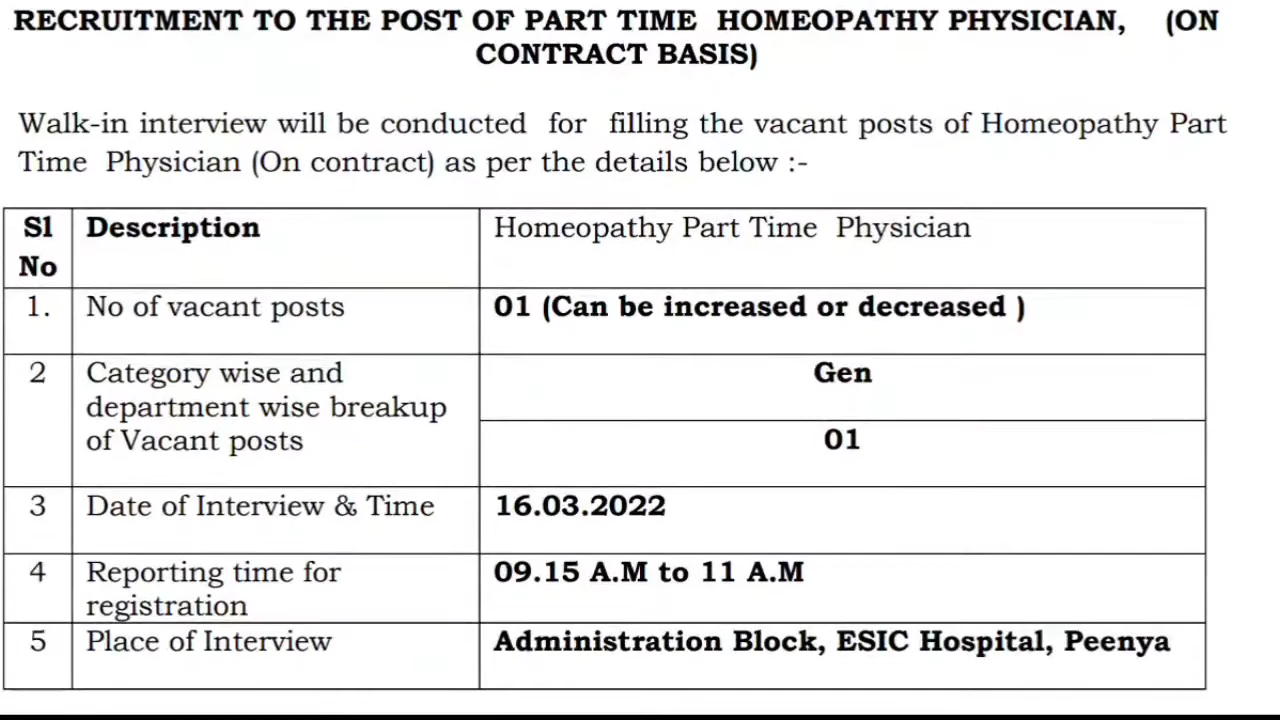 RECRUITMENT TO THE POST OF PART TIME HOMEOPATHY PHYSICIAN, (ON
CONTRACT BASIS)
Walk-in interview will be conducted for filling the vacant posts of Homeopathy Part
Time Physician (On contract) as per the details below :-
Sl No Description Homeopathy Part Time Physician
1. No of vacant posts 01 (Can be increased or decreased )
2 Category wise and Gen
department wise breakup
of Vacant posts 01
3 Date of Interview & Time 16.03.2022
4 Reporting time for 09.15 A.M to 11 A.M
registration
5 Place of Interview Administration Block, ESIC Hospital, Peenya